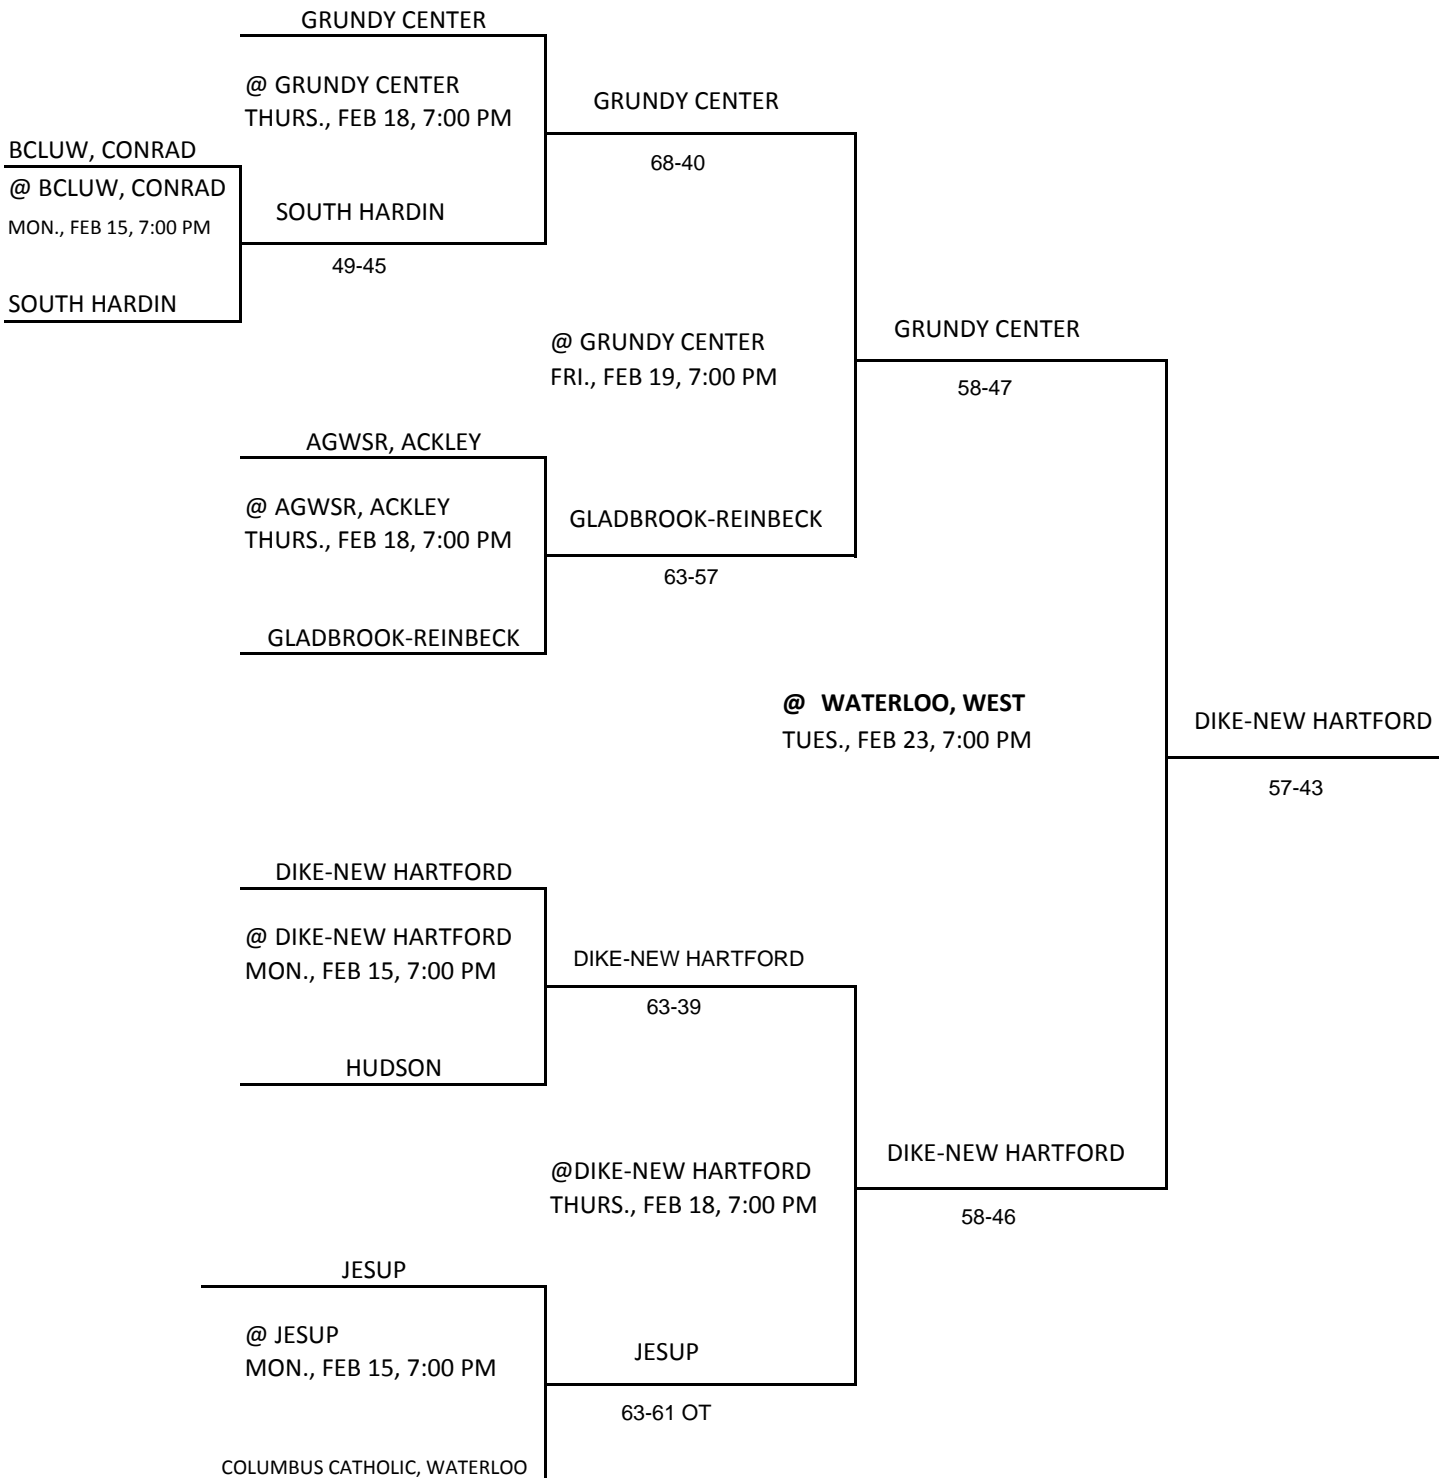 GRUNDY CENTER
@ GRUNDY CENTER
THURS., FEB 18, 7:00 PM
GRUNDY CENTER
68-40
BCLUW, CONRAD
@ BCLUW, CONRAD
MON., FEB 15, 7:00 PM
SOUTH HARDIN
49-45
SOUTH HARDIN
@ GRUNDY CENTER
FRI., FEB 19, 7:00 PM
GRUNDY CENTER
58-47
AGWSR, ACKLEY
@ AGWSR, ACKLEY
THURS., FEB 18, 7:00 PM
GLADBROOK-REINBECK
63-57
GLADBROOK-REINBECK
@ WATERLOO, WEST
TUES., FEB 23, 7:00 PM
DIKE-NEW HARTFORD
57-43
DIKE-NEW HARTFORD
@ DIKE-NEW HARTFORD
MON., FEB 15, 7:00 PM
DIKE-NEW HARTFORD
63-39
HUDSON
@DIKE-NEW HARTFORD
THURS., FEB 18, 7:00 PM
DIKE-NEW HARTFORD
58-46
JESUP
@ JESUP
MON., FEB 15, 7:00 PM
JESUP
63-61 OT
COLUMBUS CATHOLIC, WATERLOO